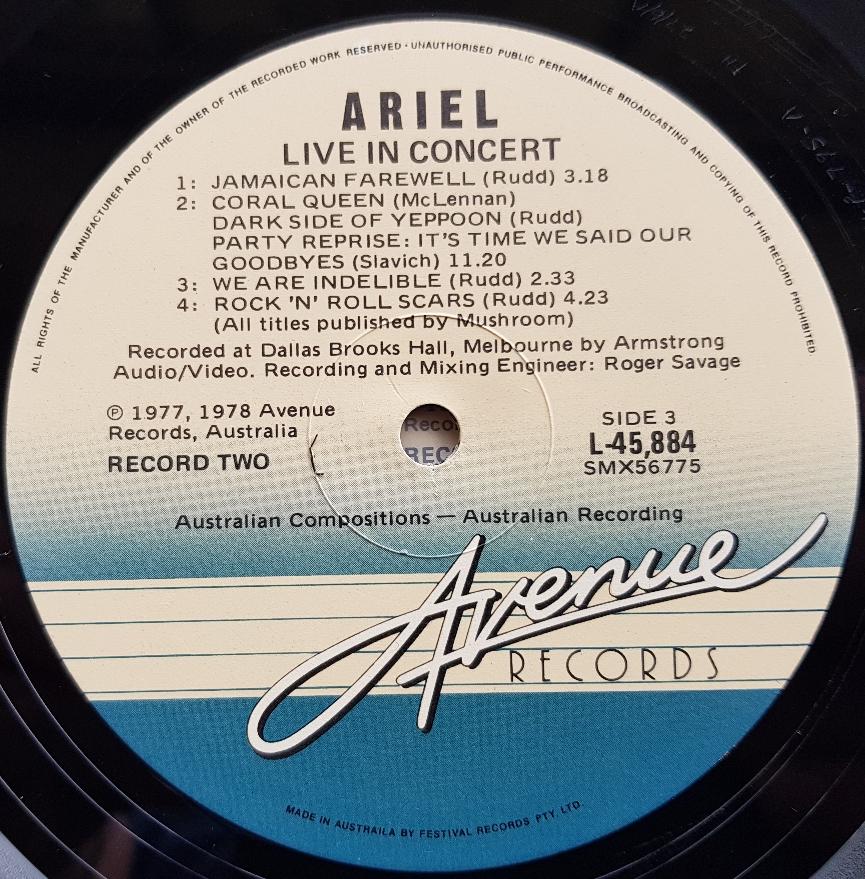 ALL RIGHTS OF THE MANUFACTURER AND OF THE OWNER OF THE RECORDED WORK RESERVED · UNAUTHORISED PUBLIC PERFORMANCE BROADCASTING AND COPYING OF THIS RECORD PROHIBITED
ARIEL
LIVE IN CONCERT
1: JAMAICAN FAREWELL (Rudd) 3.18
2: CORAL QUEEN (McLennan)
DARK SIDE OF YEPPOON (Rudd)
PARTY REPRISE: IT'S TIME WE SAID OUR
GOODBYES (Slavich) 11.20
3: WE ARE INDELIBLE (Rudd) 2.33
4: ROCK 'N' ROLL SCARS (Rudd) 4.23
(All titles published by Mushroom)
Recorded at Dallas Brooks Hall, Melbourne by Armstrong
Audio/Video. Recording and Mixing Engineer: Roger Savage
℗ 1977, 1978 Avenue
Records, Australia
RECORD TWO
SIDE 3
L-45,884
SMX56775
Australian Compositions — Australian Recording
Avenue
RECORDS
MADE IN AUSTRAILA BY FESTIVAL RECORDS PTY. LTD.